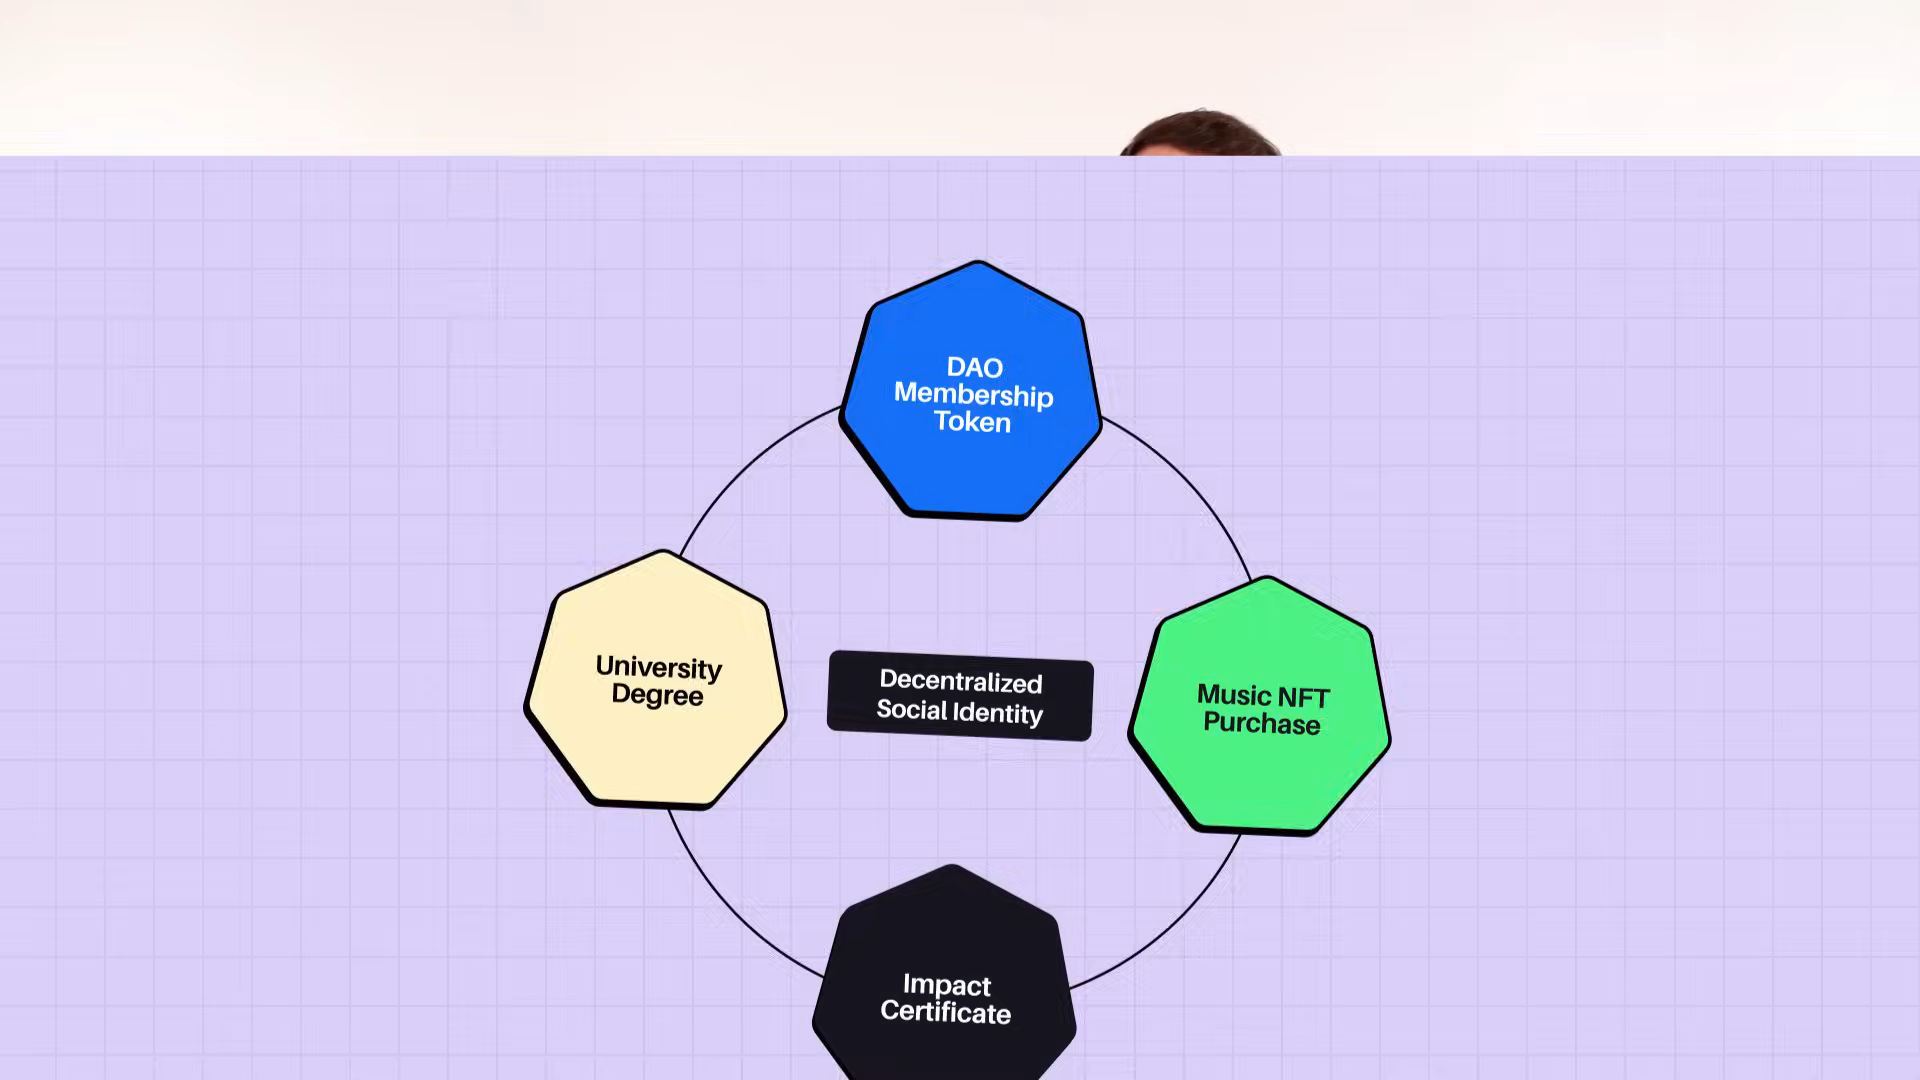 DAO
Membership
Token
University
Degree
Decentralized
Social Identity
Music NFT
Purchase
Impact
Certificate